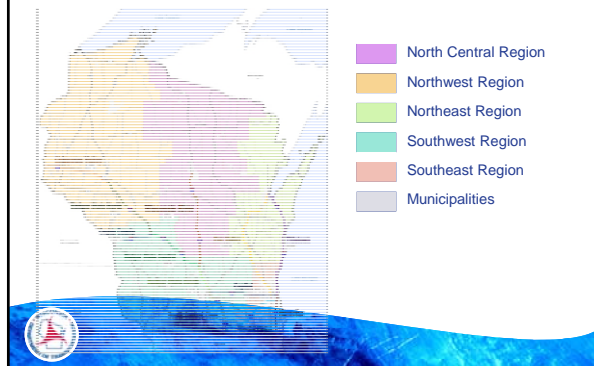 North Central Region
Northwest Region
Northeast Region
Southwest Region
Southeast Region
Municipalities